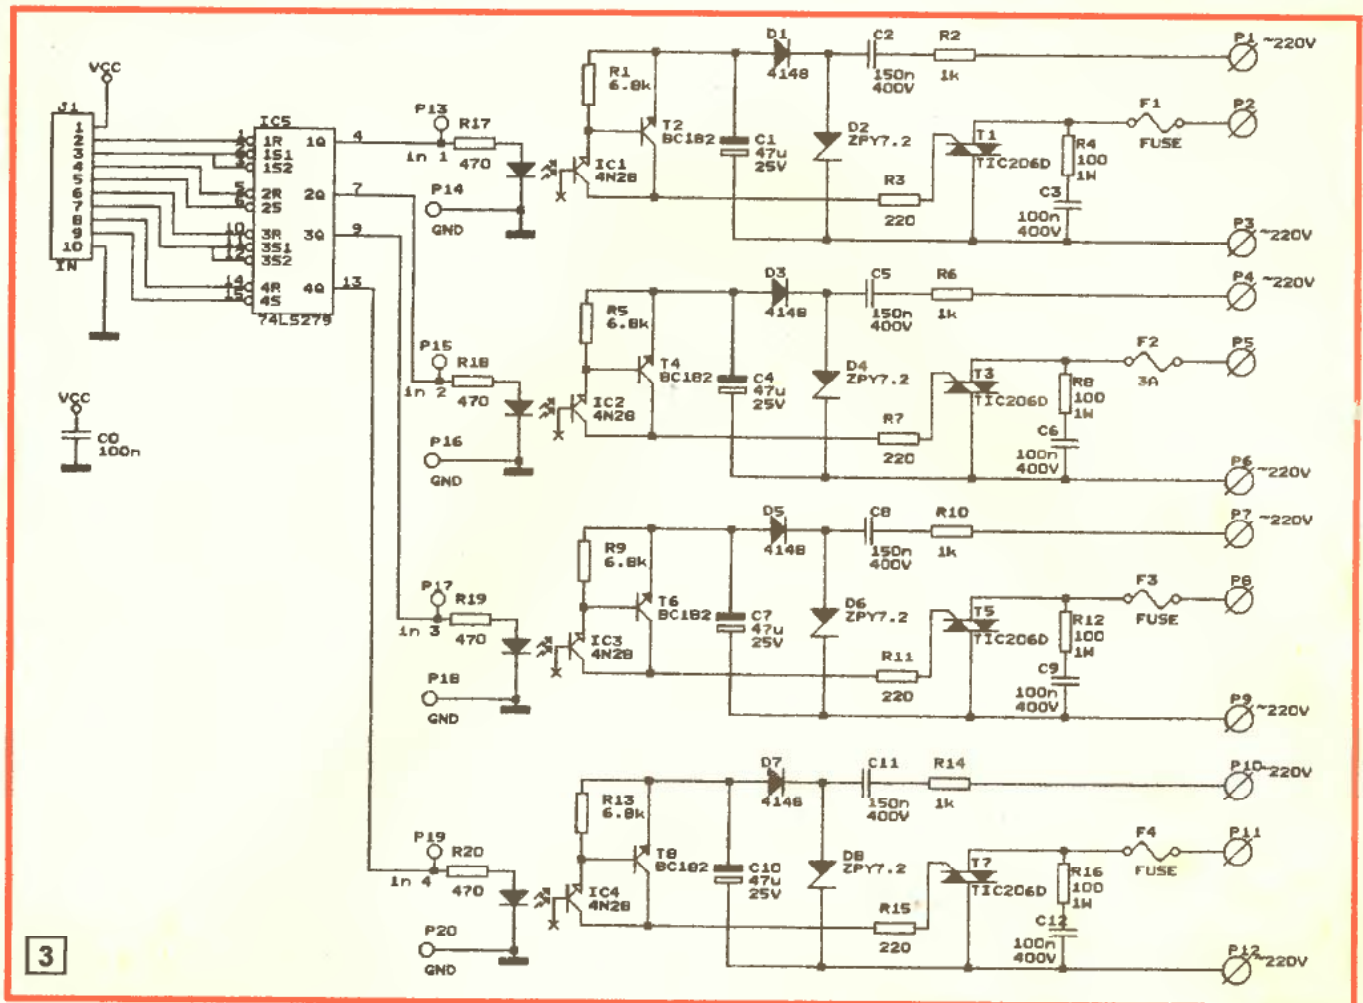 VCC
J1
1
2
3
4
5
6
7
8
9
10
IN
VCC
C0
100n
IC5
1 1R 1Q 4
1S1
1S2
5 2R 2Q 7
6 2S
10 3R 3Q 9
11 3S1
12 3S2
14 4R 4Q 13
15 4S
74LS279
P13
in 1
R17
470
P14
GND
IC1
4N28
R1
6.8k
T2
BC182
C1
47u
25V
D1
4148
D2
ZPY7.2
C2
150n
400V
R2
1k
R3
220
T1
TIC206D
R4
100
1W
C3
100n
400V
F1
FUSE
P1 ~220V
P2
P3 ~220V
P15
in 2
R18
470
P16
GND
IC2
4N28
R5
6.8k
T4
BC182
C4
47u
25V
D3
4148
D4
ZPY7.2
C5
150n
400V
R6
1k
R7
220
T3
TIC206D
R8
100
1W
C6
100n
400V
F2
3A
P4 ~220V
P5
P6 ~220V
P17
in 3
R19
470
P18
GND
IC3
4N28
R9
6.8k
T6
BC182
C7
47u
25V
D5
4148
D6
ZPY7.2
C8
150n
400V
R10
1k
R11
220
T5
TIC206D
R12
100
1W
C9
100n
400V
F3
FUSE
P7 ~220V
P8
P9 ~220V
P19
in 4
R20
470
P20
GND
IC4
4N28
R13
6.8k
T8
BC182
C10
47u
25V
D7
4148
D8
ZPY7.2
C11
150n
400V
R14
1k
R15
220
T7
TIC206D
R16
100
1W
C12
100n
400V
F4
FUSE
P10 ~220V
P11
P12 ~220V
3